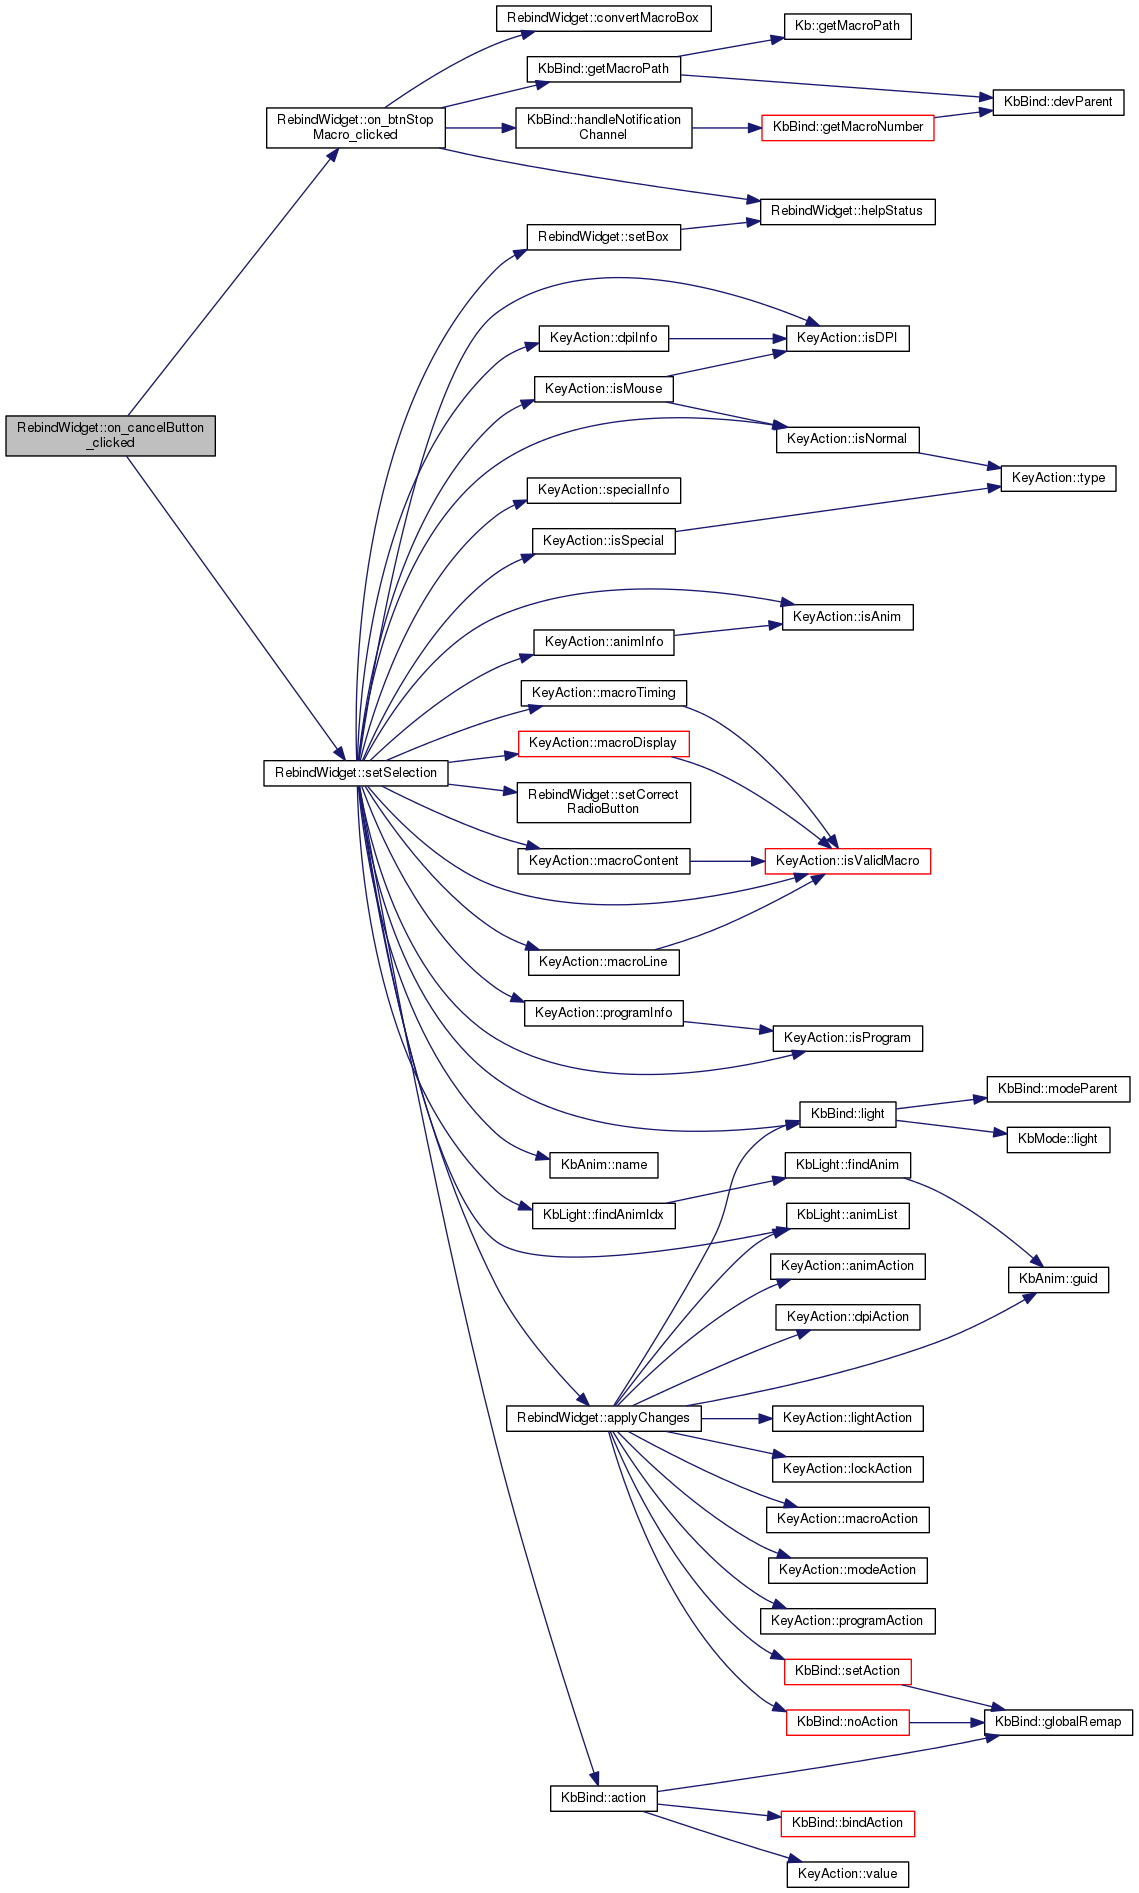 RebindWidget::convertMacroBox
Kb::getMacroPath
KbBind::getMacroPath
KbBind::devParent
RebindWidget::on_btnStop
Macro_clicked
KbBind::handleNotification
Channel
KbBind::getMacroNumber
RebindWidget::helpStatus
RebindWidget::setBox
KeyAction::dpiInfo
KeyAction::isDPI
KeyAction::isMouse
RebindWidget::on_cancelButton
_clicked
KeyAction::isNormal
KeyAction::type
KeyAction::specialInfo
KeyAction::isSpecial
KeyAction::isAnim
KeyAction::animInfo
KeyAction::macroTiming
KeyAction::macroDisplay
RebindWidget::setSelection
RebindWidget::setCorrect
RadioButton
KeyAction::macroContent
KeyAction::isValidMacro
KeyAction::macroLine
KeyAction::programInfo
KeyAction::isProgram
KbBind::modeParent
KbBind::light
KbMode::light
KbAnim::name
KbLight::findAnim
KbLight::findAnimIdx
KbLight::animList
KeyAction::animAction
KbAnim::guid
KeyAction::dpiAction
RebindWidget::applyChanges
KeyAction::lightAction
KeyAction::lockAction
KeyAction::macroAction
KeyAction::modeAction
KeyAction::programAction
KbBind::setAction
KbBind::noAction
KbBind::globalRemap
KbBind::action
KbBind::bindAction
KeyAction::value